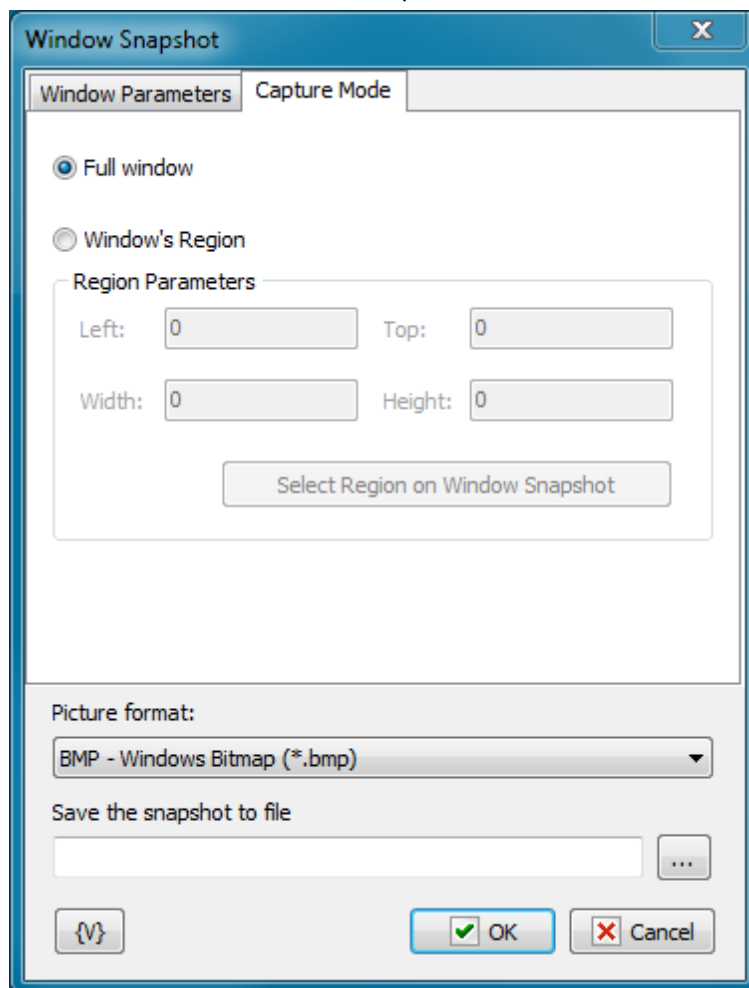 Window Snapshot
Window Parameters Capture Mode
Full window
Window's Region
Region Parameters
Left: 0 Top: 0
Width: 0 Height: 0
Select Region on Window Snapshot
Picture format:
BMP - Windows Bitmap (*.bmp)
Save the snapshot to file
...
{V} OK Cancel